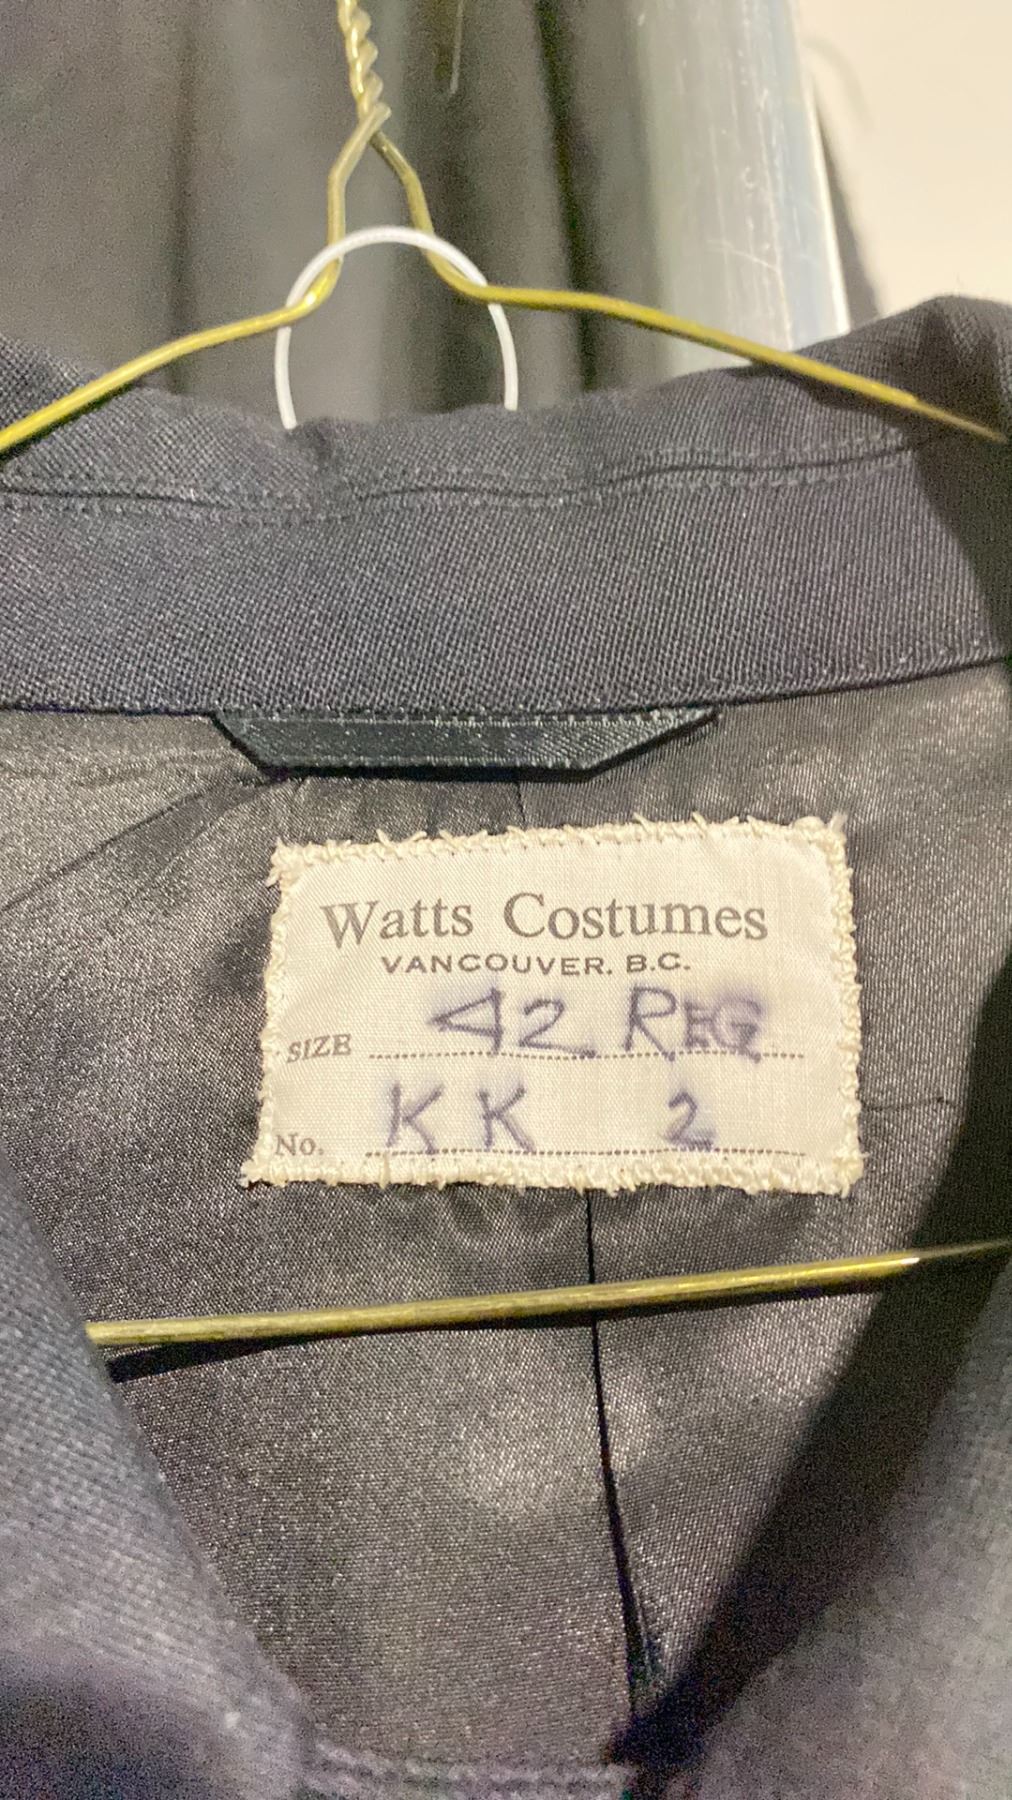 Watts Costumes
VANCOUVER. B.C.
SIZE 42 REG
No. KK 2